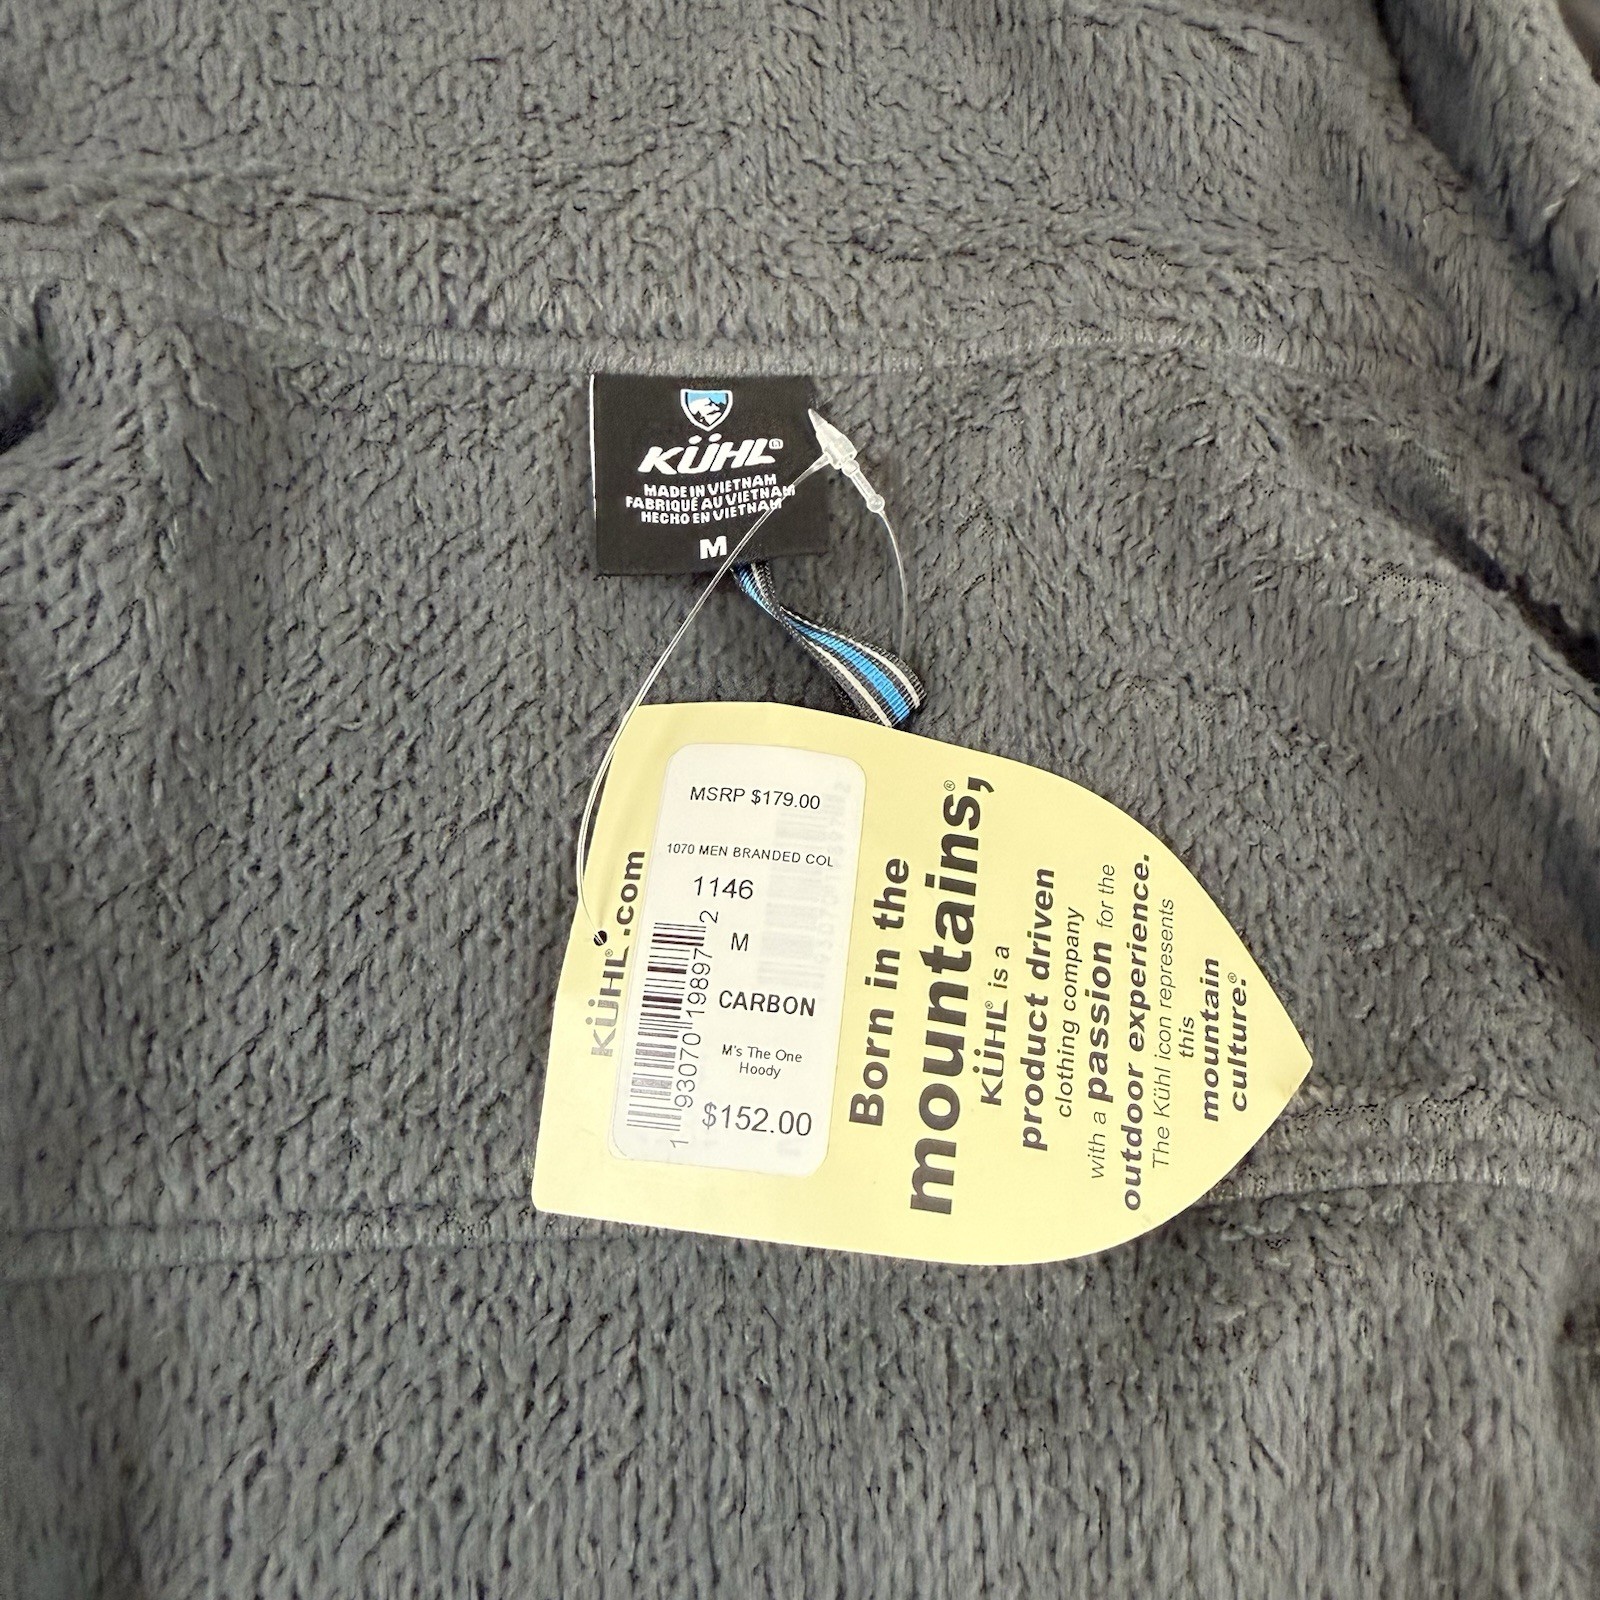 KÜHL®
MADE IN VIETNAM
FABRIQUÉ AU VIETNAM
HECHO EN VIETNAM
M
KÜHL®.com
MSRP $179.00
1070 MEN BRANDED COL
1146
M
CARBON
M's The One
Hoody
$152.00
1 93070 19897 2
Born in the
mountains,®
KÜHL® is a
product driven
clothing company
with a passion for the
outdoor experience.
The Kühl icon represents
this
mountain
culture.®